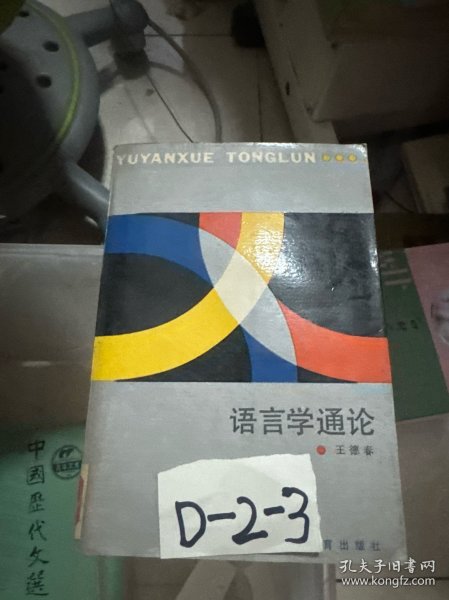 YUYANXUE TONGLUN
语言学通论
王德春
D-2-3
育出版社
中國歷代文選
孔夫子旧书网
www.kongfz.com